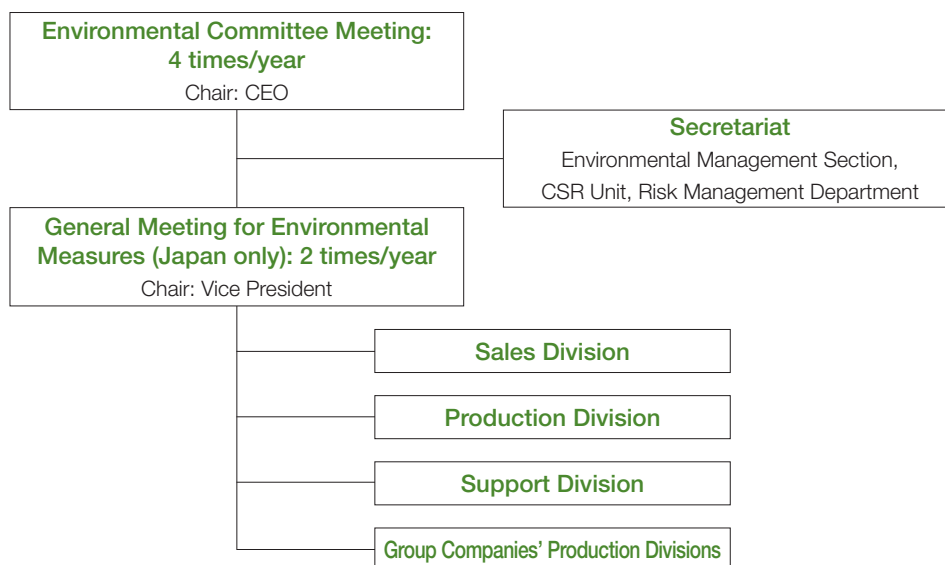 Environmental Committee Meeting:
4 times/year
Chair: CEO
Secretariat
Environmental Management Section,
CSR Unit, Risk Management Department
General Meeting for Environmental
Measures (Japan only): 2 times/year
Chair: Vice President
Sales Division
Production Division
Support Division
Group Companies’ Production Divisions